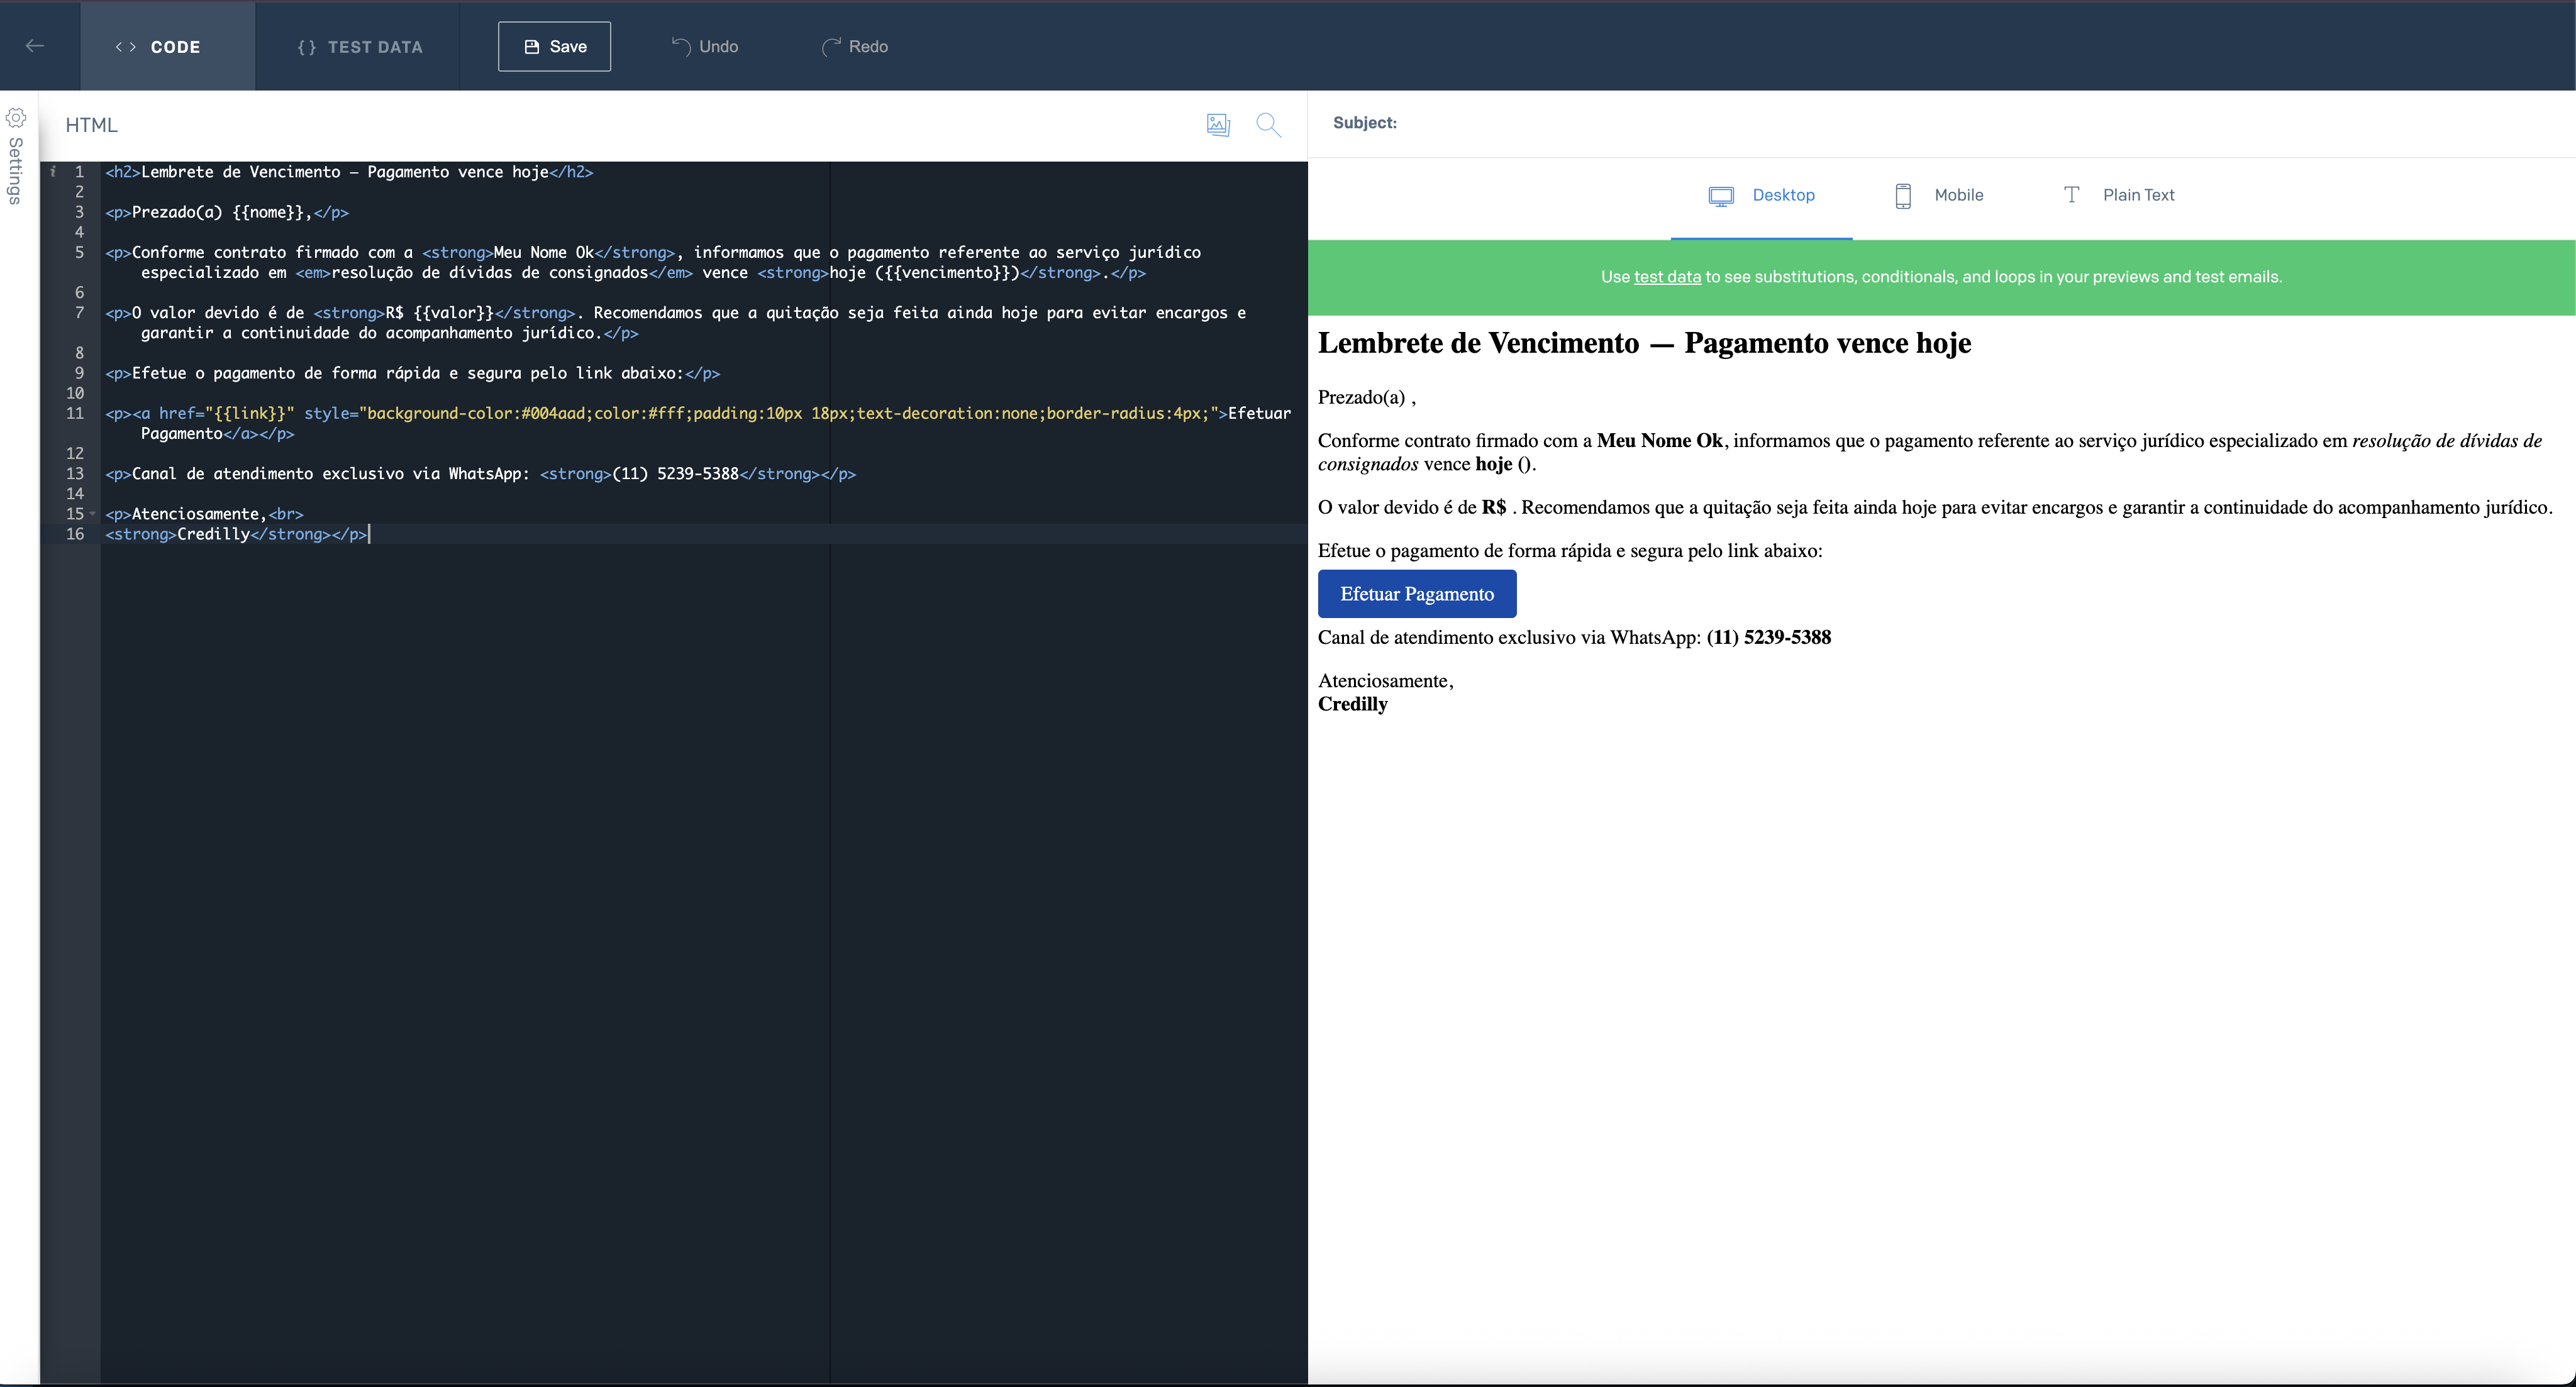 CODE
TEST DATA
Save
Undo
Redo
Settings
HTML
1 <h2>Lembrete de Vencimento — Pagamento vence hoje</h2>
2
3 <p>Prezado(a) {{nome}},</p>
4
5 <p>Conforme contrato firmado com a <strong>Meu Nome Ok</strong>, informamos que o pagamento referente ao serviço jurídico
especializado em <em>resolução de dívidas de consignados</em> vence <strong>hoje ({{vencimento}})</strong>.</p>
6
7 <p>O valor devido é de <strong>R$ {{valor}}</strong>. Recomendamos que a quitação seja feita ainda hoje para evitar encargos e
garantir a continuidade do acompanhamento jurídico.</p>
8
9 <p>Efetue o pagamento de forma rápida e segura pelo link abaixo:</p>
10
11 <p><a href="{{link}}" style="background-color:#004aad;color:#fff;padding:10px 18px;text-decoration:none;border-radius:4px;">Efetuar
Pagamento</a></p>
12
13 <p>Canal de atendimento exclusivo via WhatsApp: <strong>(11) 5239-5388</strong></p>
14
15 <p>Atenciosamente,<br>
16 <strong>Credilly</strong></p>
Subject:
Desktop
Mobile
Plain Text
Use test data to see substitutions, conditionals, and loops in your previews and test emails.
Lembrete de Vencimento — Pagamento vence hoje
Prezado(a) ,
Conforme contrato firmado com a Meu Nome Ok, informamos que o pagamento referente ao serviço jurídico especializado em resolução de dívidas de
consignados vence hoje ().
O valor devido é de R$ . Recomendamos que a quitação seja feita ainda hoje para evitar encargos e garantir a continuidade do acompanhamento jurídico.
Efetue o pagamento de forma rápida e segura pelo link abaixo:
Efetuar Pagamento
Canal de atendimento exclusivo via WhatsApp: (11) 5239-5388
Atenciosamente,
Credilly